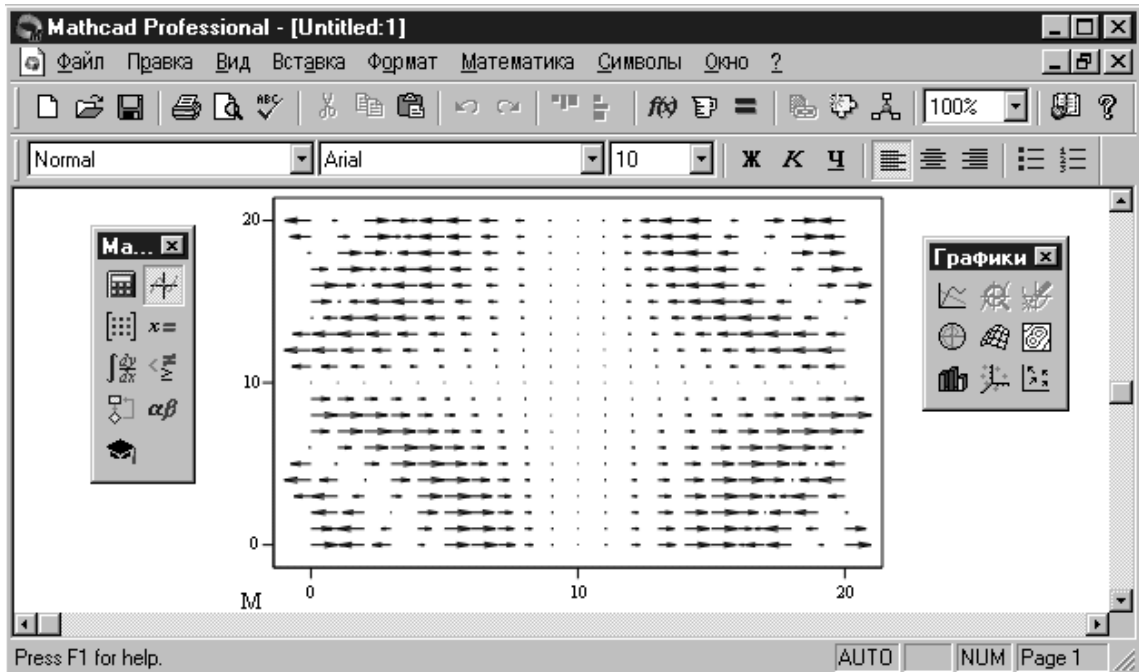 Mathcad Professional - [Untitled:1]
Файл Правка Вид Вставка Формат Математика Символы Окно ?
100%
Normal Arial 10 Ж К Ч
Ма...
x=
αβ
Графики
20
10
0
0 10 20
M
Press F1 for help. AUTO NUM Page 1